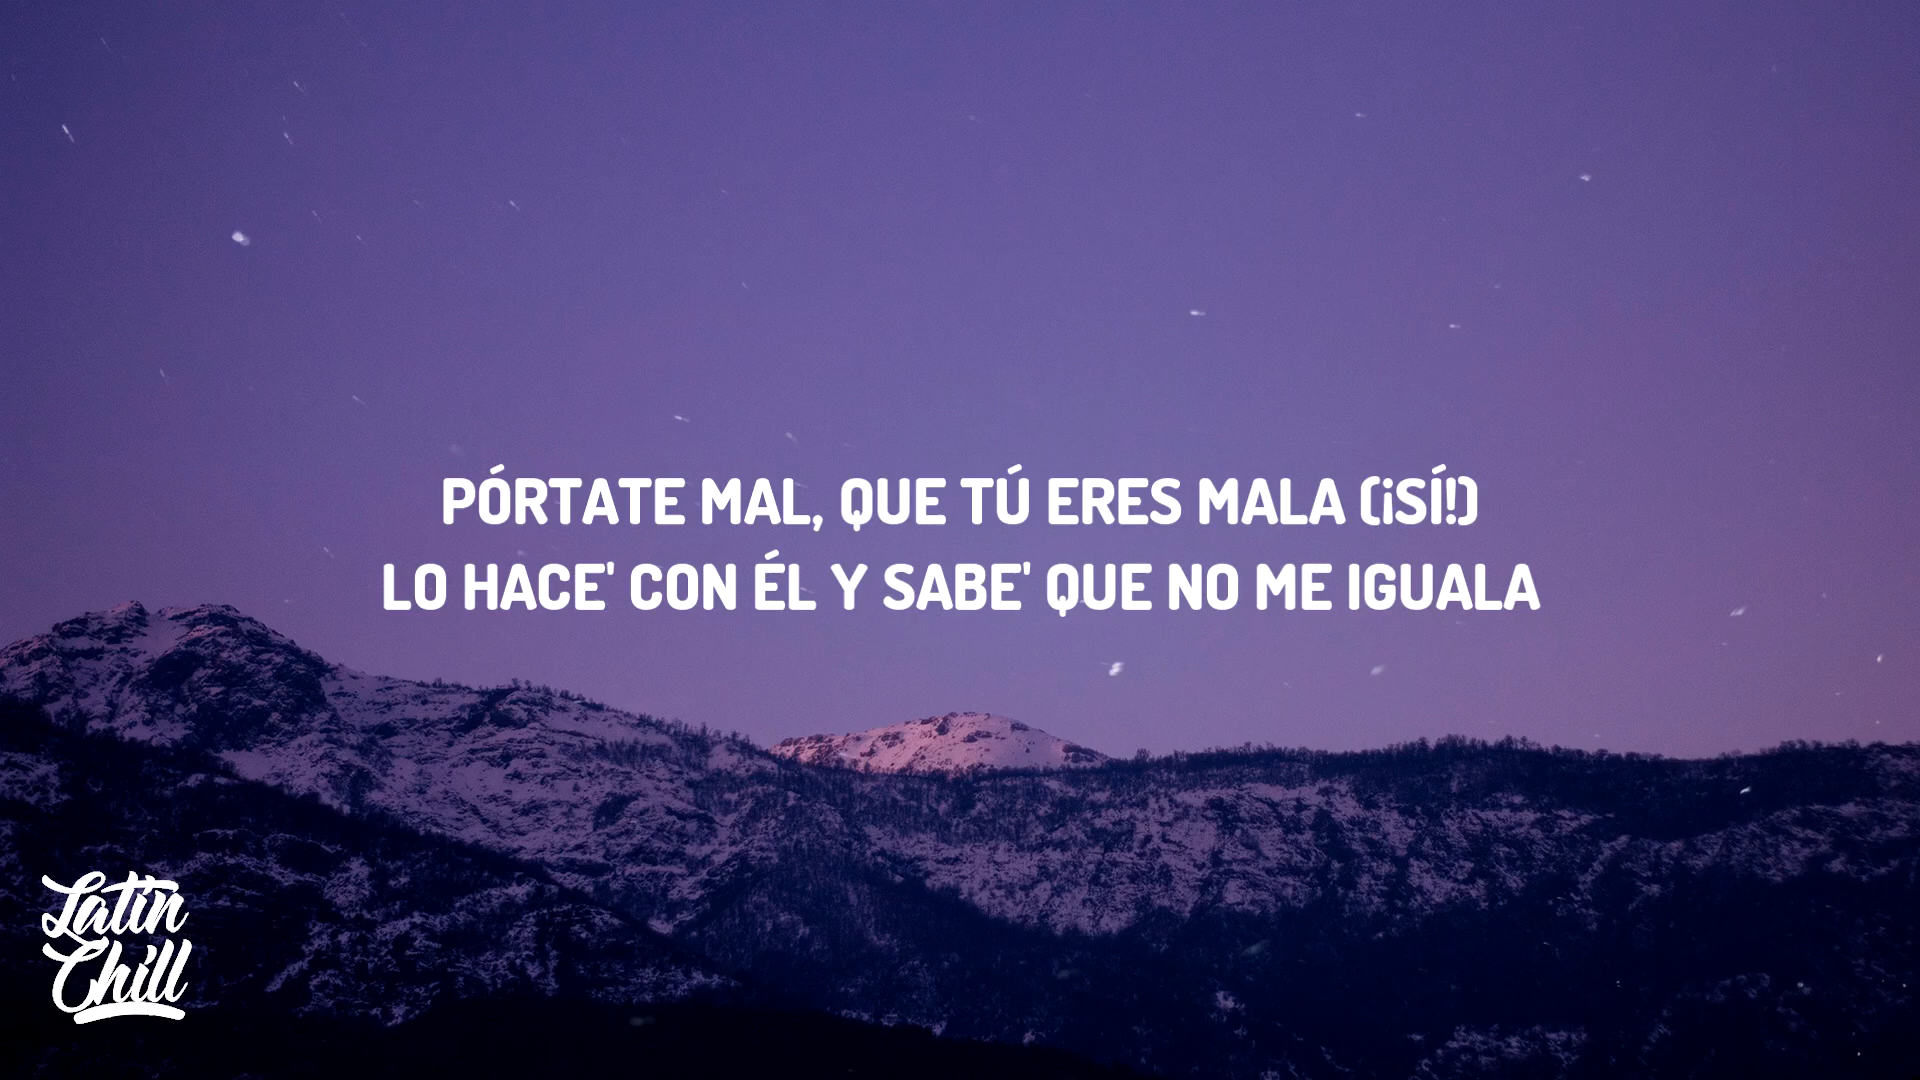 PÓRTATE MAL, QUE TÚ ERES MALA (¡SÍ!)
LO HACE' CON ÉL Y SABE' QUE NO ME IGUALA
Latin
Chill